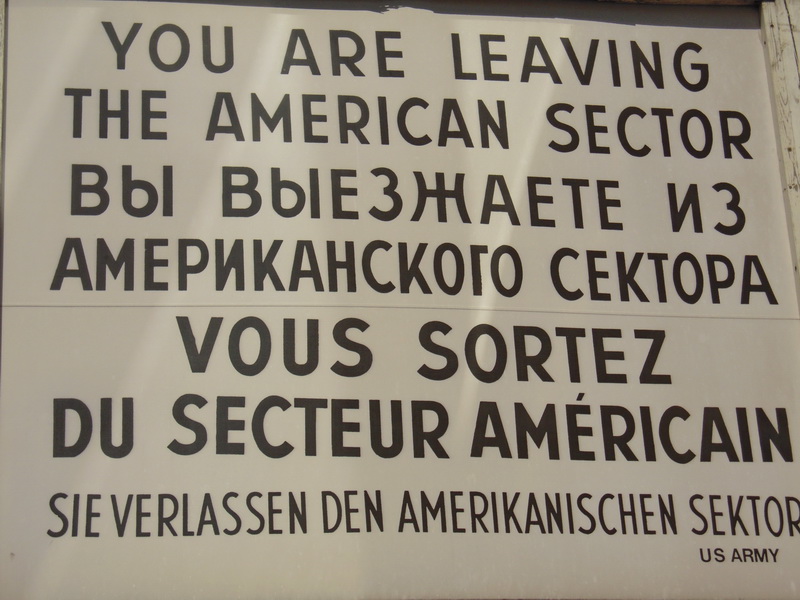 YOU ARE LEAVING
THE AMERICAN SECTOR
ВЫ ВЫЕЗЖАЕТЕ ИЗ
АМЕРИКАНСКОГО СЕКТОРА
VOUS SORTEZ
DU SECTEUR AMÉRICAIN
SIE VERLASSEN DEN AMERIKANISCHEN SEKTOR
US ARMY